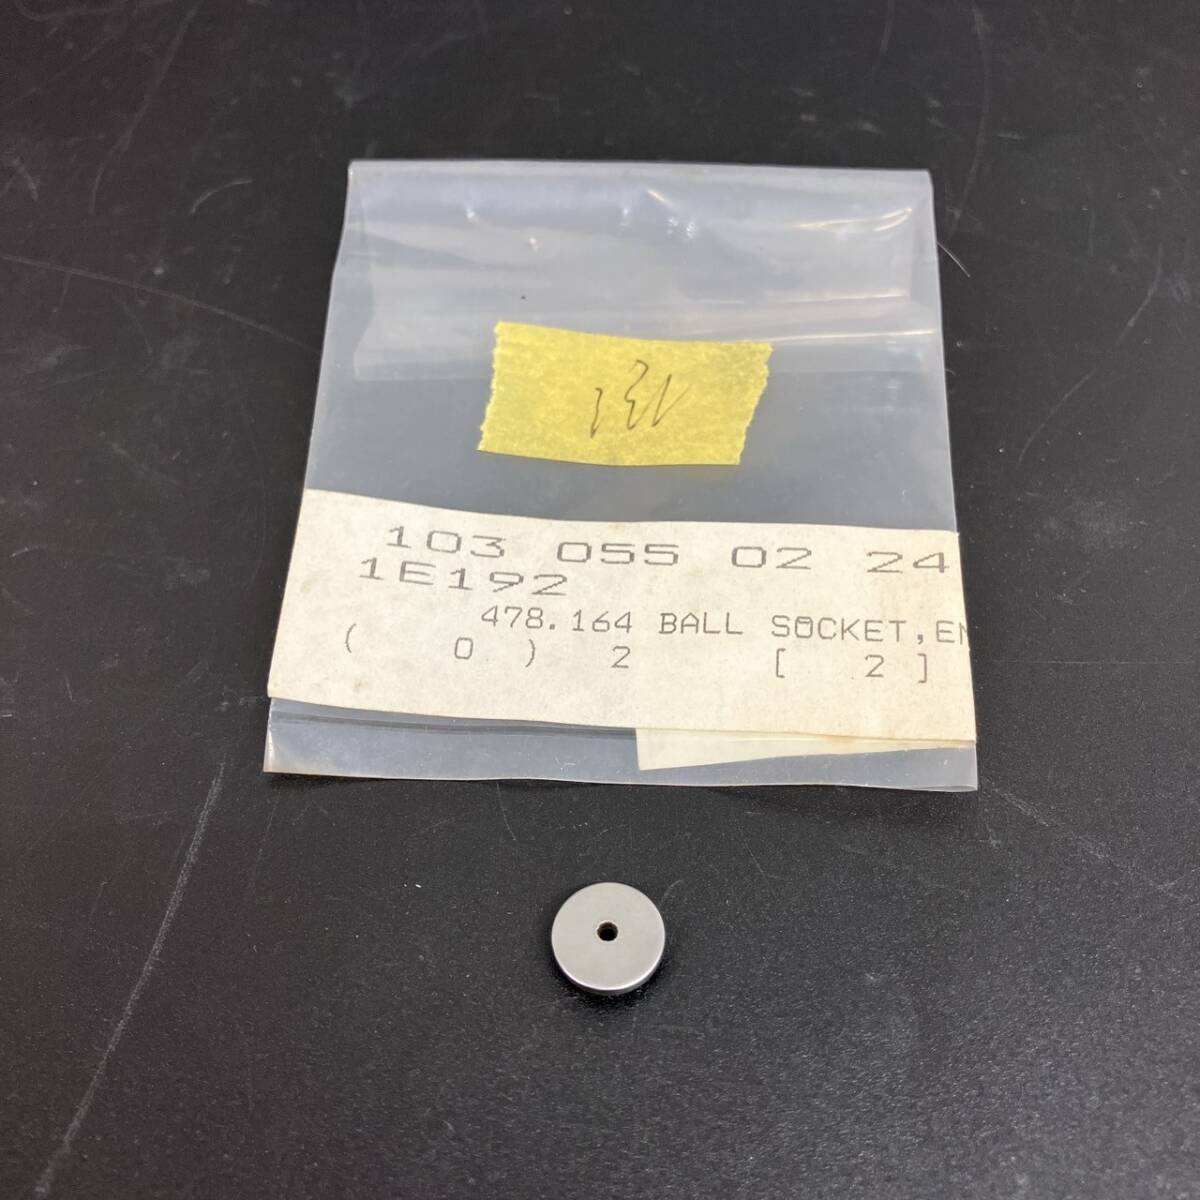 103 055 02 24
1E192
478.164 BALL SOCKET,EN
( 0 ) 2 [ 2 ]